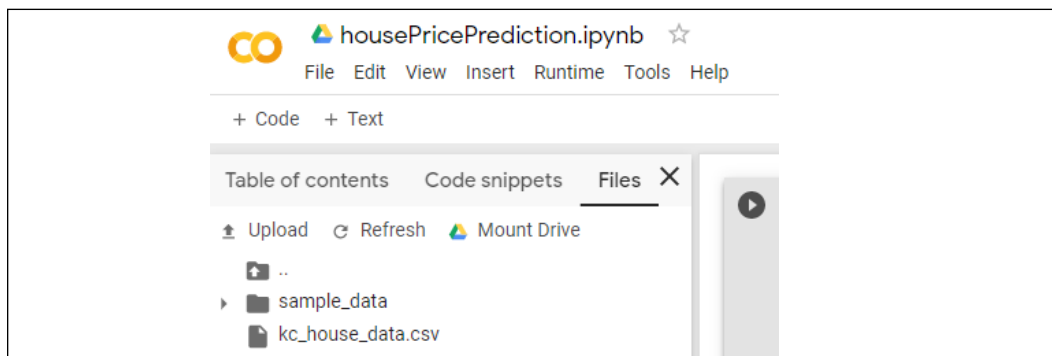 housePricePrediction.ipynb
File Edit View Insert Runtime Tools Help
+ Code + Text
Table of contents Code snippets Files
Upload Refresh Mount Drive
..
sample_data
kc_house_data.csv